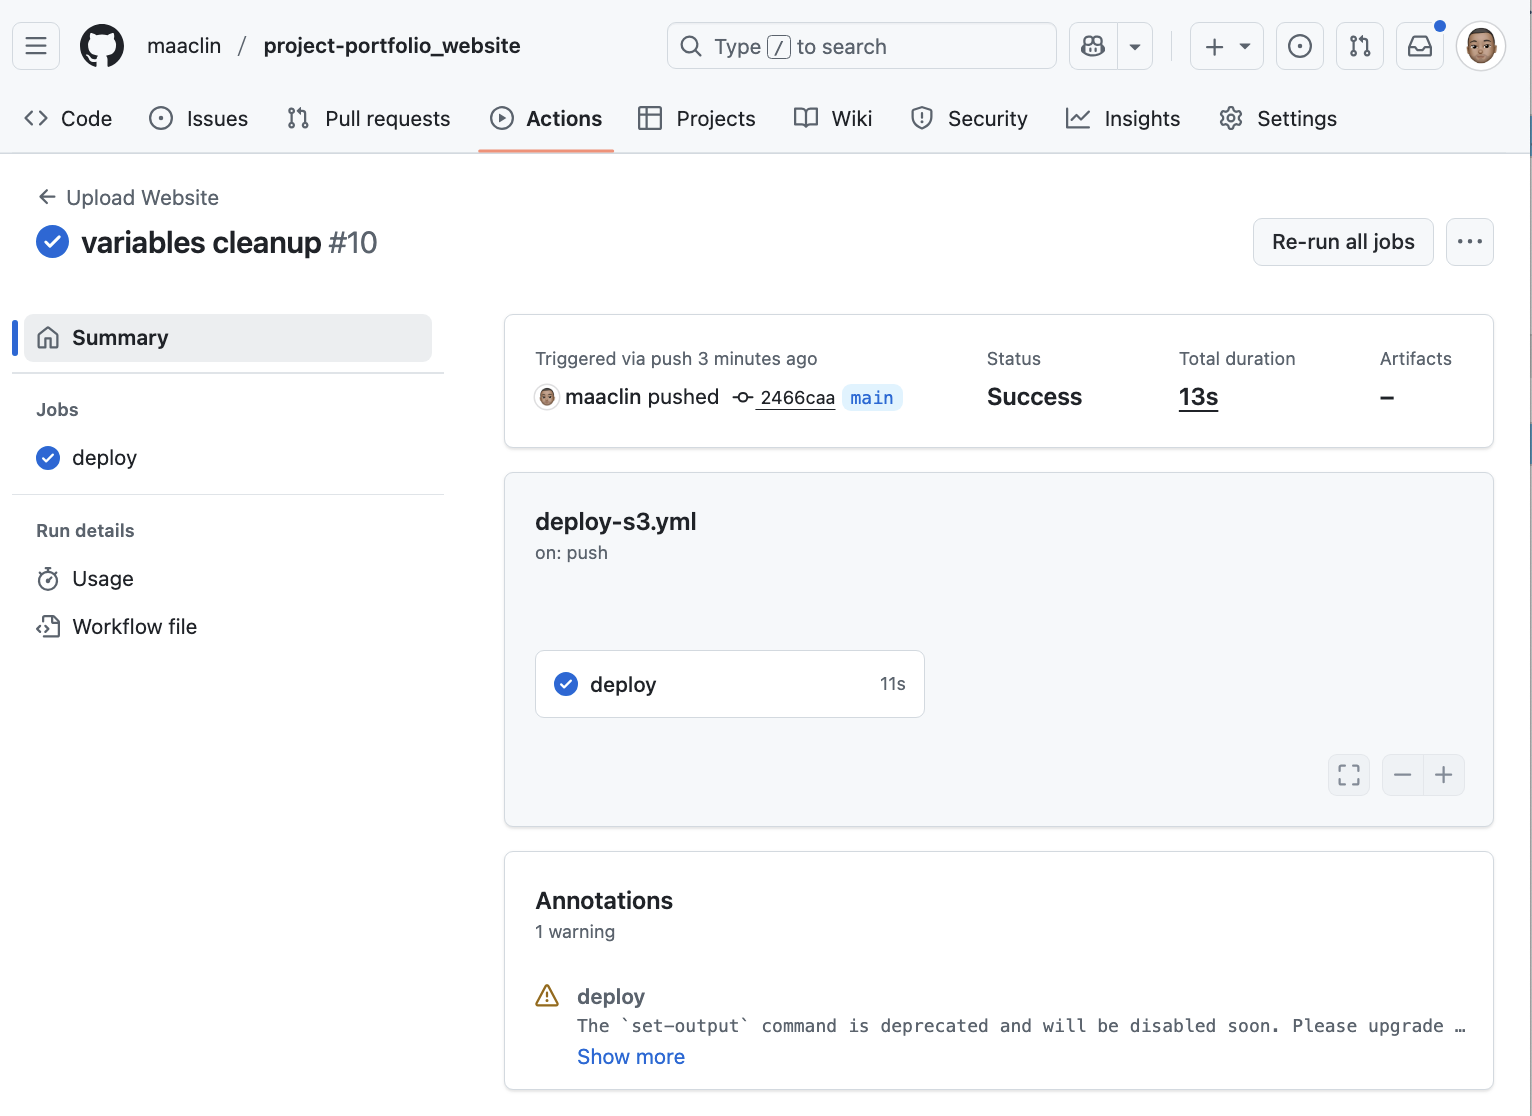 maaclin / project-portfolio_website
Type / to search
Code
Issues
Pull requests
Actions
Projects
Wiki
Security
Insights
Settings
Upload Website
variables cleanup #10
Re-run all jobs
Summary
Jobs
deploy
Run details
Usage
Workflow file
Triggered via push 3 minutes ago
maaclin pushed 2466caa main
Status
Success
Total duration
13s
Artifacts
–
deploy-s3.yml
on: push
deploy 11s
Annotations
1 warning
deploy
The `set-output` command is deprecated and will be disabled soon. Please upgrade …
Show more